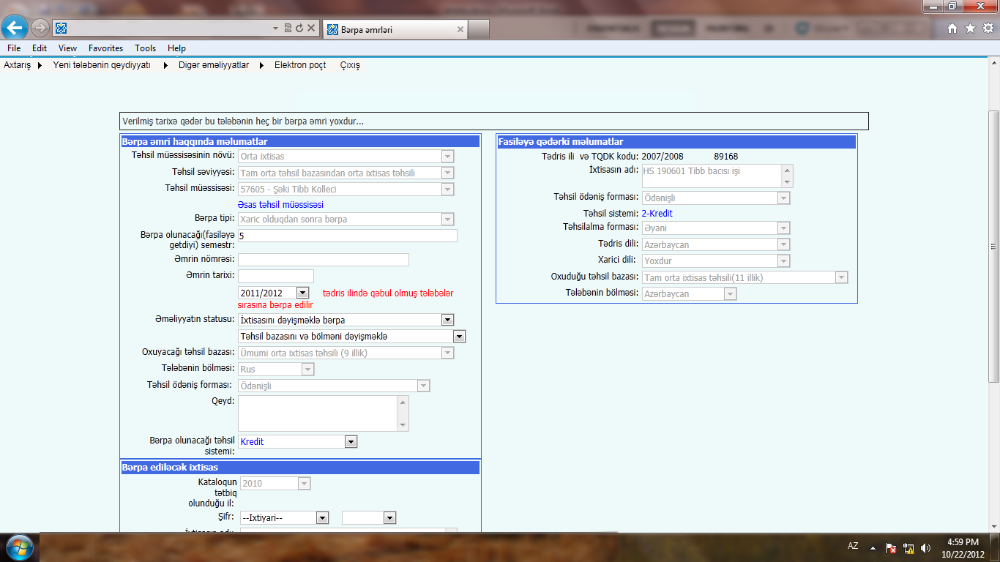 Bərpa əmrləri
File Edit View Favorites Tools Help
Axtarış Yeni tələbənin qeydiyyatı Digər əməliyyatlar Elektron poçt Çıxış
Verilmiş tarixə qədər bu tələbənin heç bir bərpa əmri yoxdur...
Bərpa əmri haqqında məlumatlar
Təhsil müəssisəsinin növü: Orta ixtisas
Təhsil səviyyəsi: Tam orta təhsil bazasından orta ixtisas təhsili
Təhsil müəssisəsi: 57605 - Şəki Tibb Kolleci
Əsas təhsil müəssisəsi
Bərpa tipi: Xaric olduqdan sonra bərpa
Bərpa olunacağı(fasiləyə
getdiyi) semestr: 5
Əmrin nömrəsi:
Əmrin tarixi:
2011/2012 tədris ilində qəbul olmuş tələbələr
sırasına bərpa edilir
Əməliyyatın statusu: İxtisasını dəyişməklə bərpa
Təhsil bazasını və bölməni dəyişməklə
Oxuyacağı təhsil bazası: Ümumi orta ixtisas təhsili (9 illik)
Tələbənin bölməsi: Rus
Təhsil ödəniş forması: Ödənişli
Qeyd:
Bərpa olunacağı təhsil
sistemi: Kredit
Bərpa ediləcək ixtisas
Kataloqun
tətbiq
olunduğu il: 2010
Şifr: --Ixtiyari--
Fasiləyə qədərki məlumatlar
Tədris ili və TQDK kodu: 2007/2008 89168
İxtisasın adı: HS 190601 Tibb bacısı işi
Təhsil ödəniş forması: Ödənişli
Təhsil sistemi: 2-Kredit
Təhsilalma forması: Əyani
Tədris dili: Azərbaycan
Xarici dili: Yoxdur
Oxuduğu təhsil bazası: Tam orta ixtisas təhsili(11 illik)
Tələbənin bölməsi: Azərbaycan
AZ 4:59 PM
10/22/2012